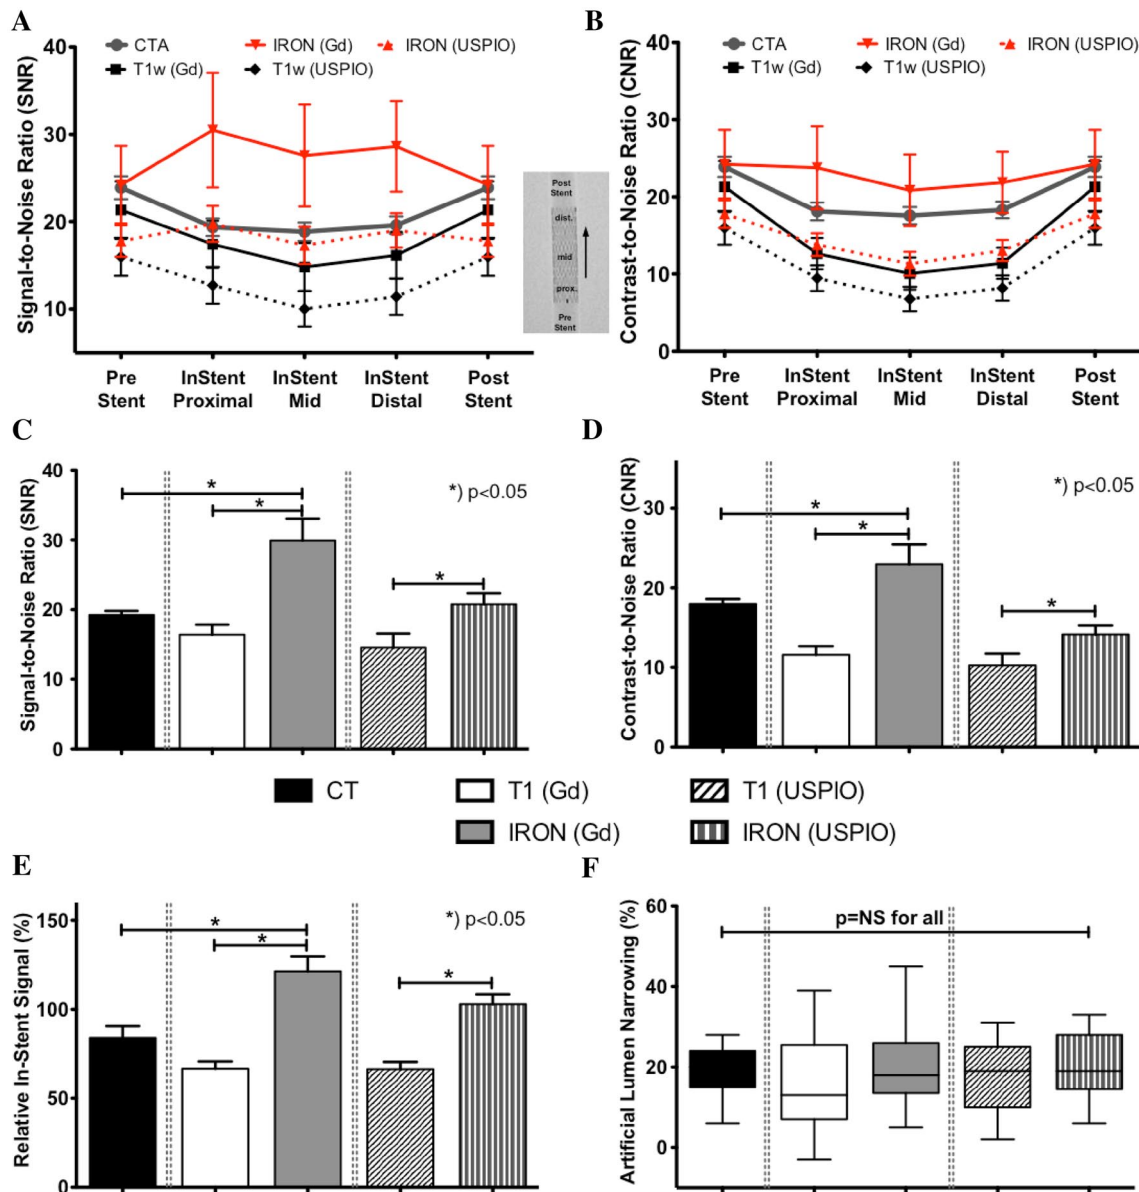 A
Signal-to-Noise Ratio (SNR)
CTA IRON (Gd) IRON (USPIO)
T1w (Gd) T1w (USPIO)
40
30
20
10
Pre Stent
InStent Proximal
InStent Mid
InStent Distal
Post Stent
Post Stent
dist.
mid
prox.
Pre Stent
B
Contrast-to-Noise Ratio (CNR)
CTA IRON (Gd) IRON (USPIO)
T1w (Gd) T1w (USPIO)
40
30
20
10
0
Pre Stent
InStent Proximal
InStent Mid
InStent Distal
Post Stent
C
Signal-to-Noise Ratio (SNR)
40
30
20
10
0
*
*
*
*) p<0.05
D
Contrast-to-Noise Ratio (CNR)
30
20
10
0
*
*
*
*) p<0.05
CT T1 (Gd) T1 (USPIO)
IRON (Gd) IRON (USPIO)
E
Relative In-Stent Signal (%)
150
100
50
0
*
*
*
*) p<0.05
F
Artificial Lumen Narrowing (%)
60
40
20
0
p=NS for all